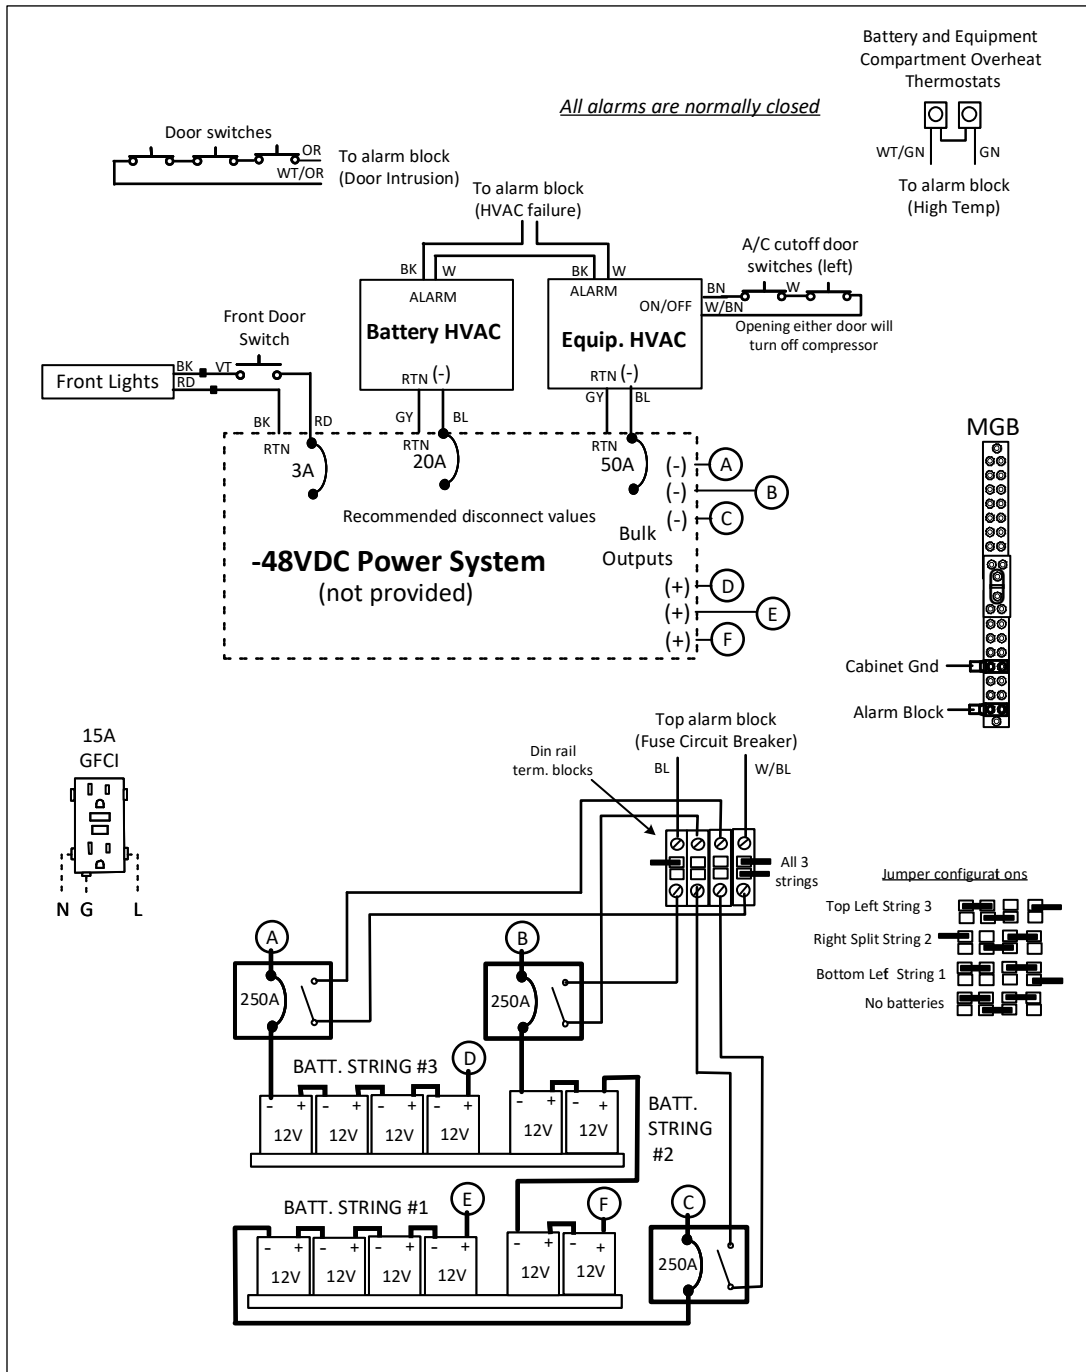 Battery and Equipment
Compartment Overheat
Thermostats
All alarms are normally closed
WT/GN
GN
To alarm block
(High Temp)
Door switches
OR
WT/OR
To alarm block
(Door Intrusion)
To alarm block
(HVAC failure)
BK
W
ALARM
Battery HVAC
RTN
(-)
GY
BL
BK
W
ALARM
ON/OFF
Equip. HVAC
RTN
(-)
GY
BL
A/C cutoff door
switches (left)
BN
W
W/BN
Opening either door will
turn off compressor
Front Door
Switch
Front Lights
BK
VT
RD
BK
RD
RTN
3A
RTN
20A
RTN
50A
Recommended disconnect values
-48VDC Power System
(not provided)
Bulk
Outputs
(-)
A
(-)
B
(-)
C
(+)
D
(+)
E
(+)
F
MGB
Cabinet Gnd
Alarm Block
15A
GFCI
N
G
L
Top alarm block
(Fuse Circuit Breaker)
Din rail
term. blocks
BL
W/BL
All 3
strings
Jumper configurations
Top Left String 3
Right Split String 2
Bottom Left String 1
No batteries
A
250A
B
250A
BATT. STRING #3
D
- +
12V
- +
12V
- +
12V
- +
12V
- +
12V
- +
12V
BATT.
STRING
#2
BATT. STRING #1
E
F
C
- +
12V
- +
12V
- +
12V
- +
12V
- +
12V
- +
12V
250A